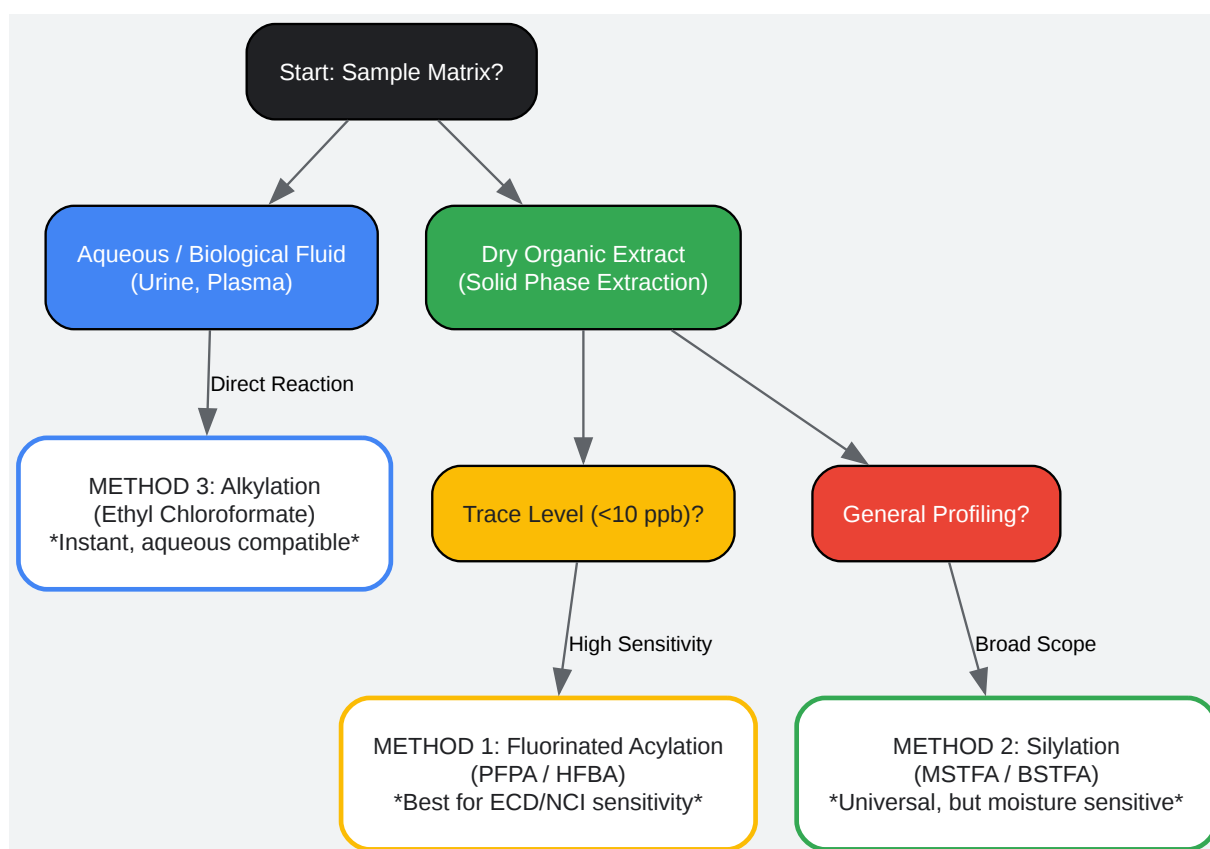 Start: Sample Matrix?
Aqueous / Biological Fluid
(Urine, Plasma)
Dry Organic Extract
(Solid Phase Extraction)
Direct Reaction
METHOD 3: Alkylation
(Ethyl Chloroformate)
*Instant, aqueous compatible*
Trace Level (<10 ppb)?
General Profiling?
High Sensitivity
Broad Scope
METHOD 1: Fluorinated Acylation
(PFPA / HFBA)
*Best for ECD/NCI sensitivity*
METHOD 2: Silylation
(MSTFA / BSTFA)
*Universal, but moisture sensitive*